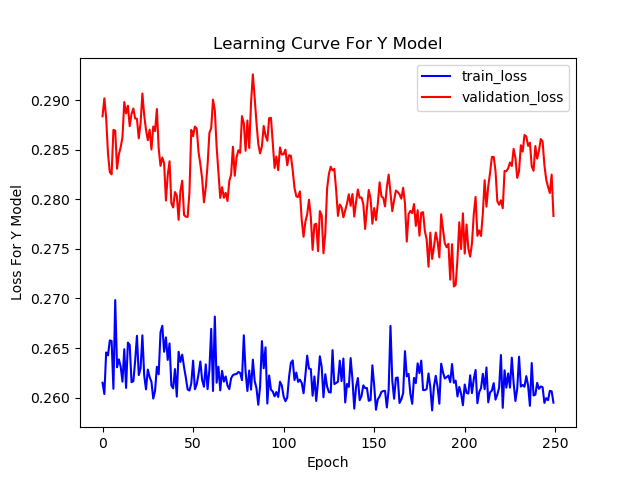 Learning Curve For Y Model
train_loss
validation_loss
Loss For Y Model
0.290
0.285
0.280
0.275
0.270
0.265
0.260
0
50
100
150
200
250
Epoch